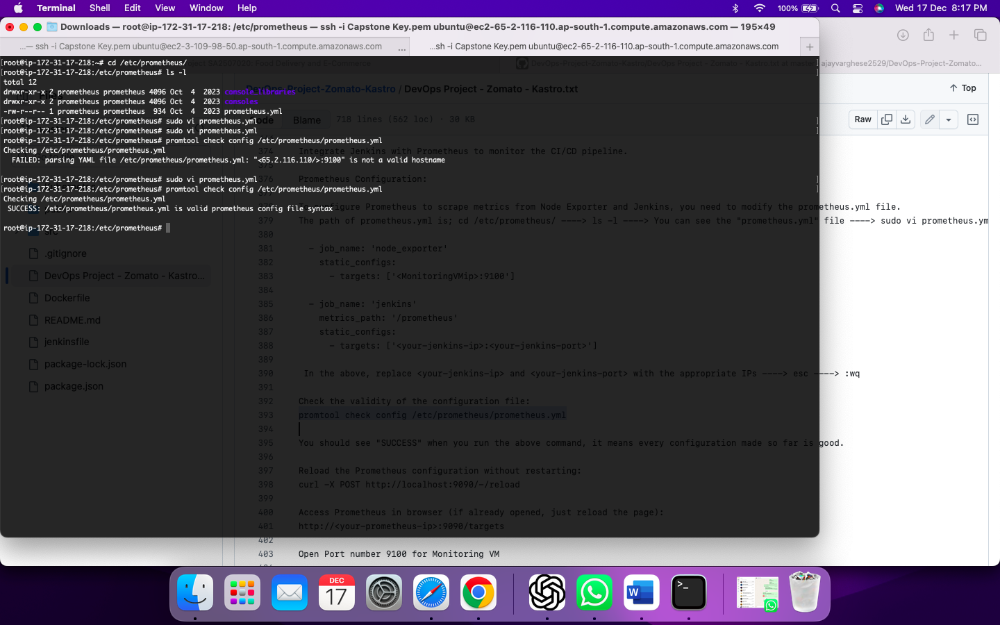 Terminal Shell Edit View Window Help
100% Wed 17 Dec 8:17 PM
Downloads — root@ip-172-31-17-218: /etc/prometheus — ssh -i Capstone Key.pem ubuntu@ec2-65-2-116-110.ap-south-1.compute.amazonaws.com — 195×49
...— ssh -i Capstone Key.pem ubuntu@ec2-3-109-98-50.ap-south-1.compute.amazonaws.com ...
...sh -i Capstone Key.pem ubuntu@ec2-65-2-116-110.ap-south-1.compute.amazonaws.com +
[root@ip-172-31-17-218:~# cd /etc/prometheus/ ]
[root@ip-172-31-17-218:/etc/prometheus# ls -l ]
total 12
drwxr-xr-x 2 prometheus prometheus 4096 Oct  4  2023 console_libraries
drwxr-xr-x 2 prometheus prometheus 4096 Oct  4  2023 consoles
-rw-r--r-- 1 prometheus prometheus  934 Oct  4  2023 prometheus.yml
[root@ip-172-31-17-218:/etc/prometheus# sudo vi prometheus.yml ]
[root@ip-172-31-17-218:/etc/prometheus# sudo vi prometheus.yml ]
[root@ip-172-31-17-218:/etc/prometheus# promtool check config /etc/prometheus/prometheus.yml
Checking /etc/prometheus/prometheus.yml
  FAILED: parsing YAML file /etc/prometheus/prometheus.yml: "<65.2.116.110/>:9100" is not a valid hostname
[root@ip-172-31-17-218:/etc/prometheus# sudo vi prometheus.yml ]
[root@ip-172-31-17-218:/etc/prometheus# promtool check config /etc/prometheus/prometheus.yml ]
Checking /etc/prometheus/prometheus.yml
 SUCCESS: /etc/prometheus/prometheus.yml is valid prometheus config file syntax
root@ip-172-31-17-218:/etc/prometheus#
ajayvarghese2529/DevOps-Project-Zomato...
-Project-Zomato-Kastro / DevOps Project - Zomato - Kastro.txt
Top
Blame 718 lines (562 loc) · 30 KB
Raw
src
.gitignore
DevOps Project - Zomato - Kastro...
Dockerfile
README.md
jenkinsfile
package-lock.json
package.json
374 Integrate Jenkins with Prometheus to monitor the CI/CD pipeline.
376 Prometheus Configuration:
To configure Prometheus to scrape metrics from Node Exporter and Jenkins, you need to modify the prometheus.yml file.
379 The path of prometheus.yml is; cd /etc/prometheus/ ----> ls -l ----> You can see the "prometheus.yml" file ----> sudo vi prometheus.ym
380
381 - job_name: 'node_exporter'
382 static_configs:
383 - targets: ['<MonitoringVMip>:9100']
384
385 - job_name: 'jenkins'
386 metrics_path: '/prometheus'
387 static_configs:
388 - targets: ['<your-jenkins-ip>:<your-jenkins-port>']
389
390 In the above, replace <your-jenkins-ip> and <your-jenkins-port> with the appropriate IPs ----> esc ----> :wq
391
392 Check the validity of the configuration file:
393 promtool check config /etc/prometheus/prometheus.yml
394
395 You should see "SUCCESS" when you run the above command, it means every configuration made so far is good.
396
397 Reload the Prometheus configuration without restarting:
398 curl -X POST http://localhost:9090/-/reload
399
400 Access Prometheus in browser (if already opened, just reload the page):
401 http://<your-prometheus-ip>:9090/targets
402
403 Open Port number 9100 for Monitoring VM
DEC
17
W
>_